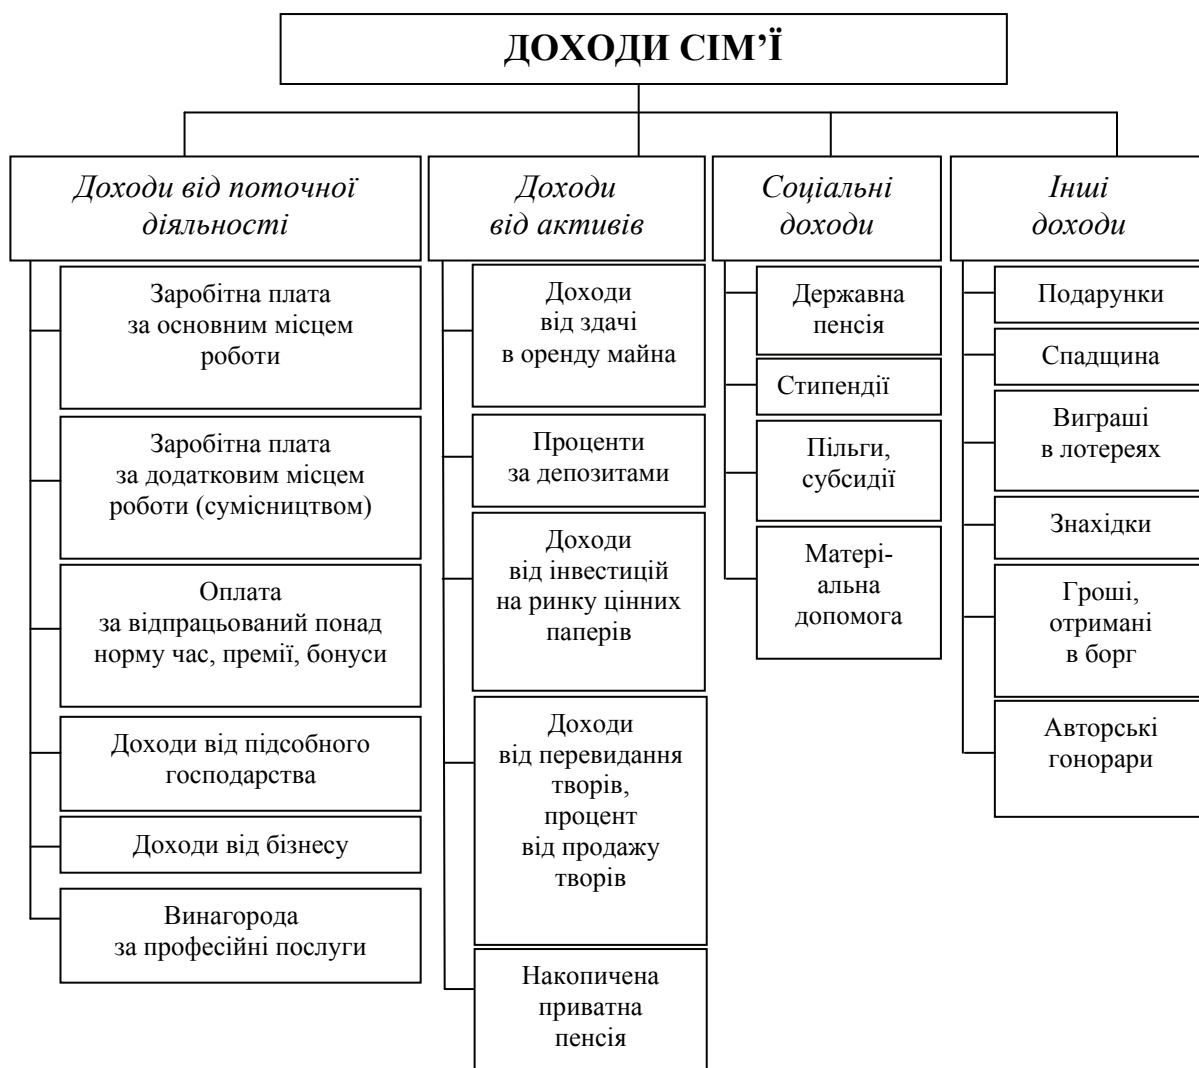 ДОХОДИ СІМ’Ї
Доходи від поточної
діяльності
Заробітна плата
за основним місцем
роботи
Заробітна плата
за додатковим місцем
роботи (сумісництвом)
Оплата
за відпрацьований понад
норму час, премії, бонуси
Доходи від підсобного
господарства
Доходи від бізнесу
Винагорода
за професійні послуги
Доходи
від активів
Доходи
від здачі
в оренду майна
Проценти
за депозитами
Доходи
від інвестицій
на ринку цінних
паперів
Доходи
від перевидання
творів,
процент
від продажу
творів
Накопичена
приватна
пенсія
Соціальні
доходи
Державна
пенсія
Стипендії
Пільги,
субсидії
Матері-
альна
допомога
Інші
доходи
Подарунки
Спадщина
Виграші
в лотереях
Знахідки
Гроші,
отримані
в борг
Авторські
гонорари